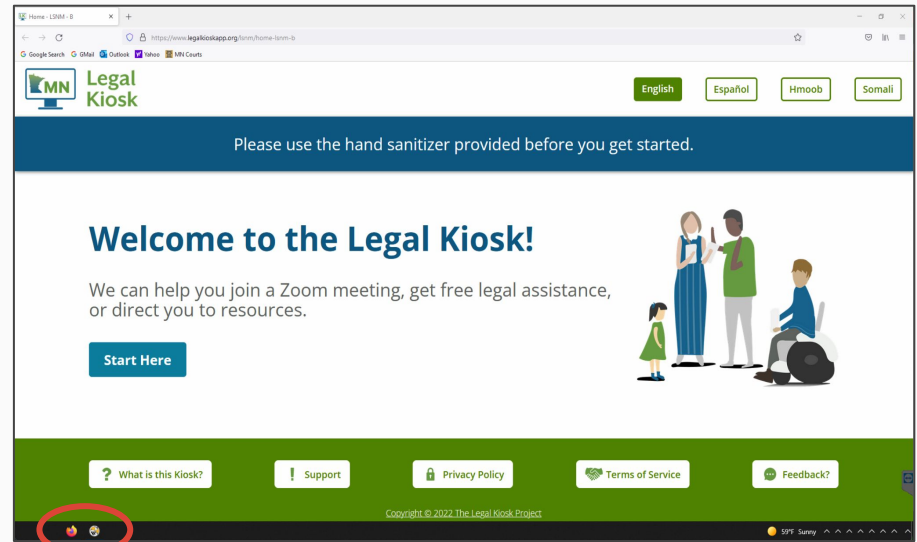 Home - LSNM - B
https://www.legalkioskapp.org/lsnm/home-lsnm-b
Google Search GMail Outlook Yahoo MN Courts
MN Legal Kiosk
English Español Hmoob Somali
Please use the hand sanitizer provided before you get started.
Welcome to the Legal Kiosk!
We can help you join a Zoom meeting, get free legal assistance,
or direct you to resources.
Start Here
What is this Kiosk? Support Privacy Policy Terms of Service Feedback?
Copyright © 2022 The Legal Kiosk Project
59°F Sunny